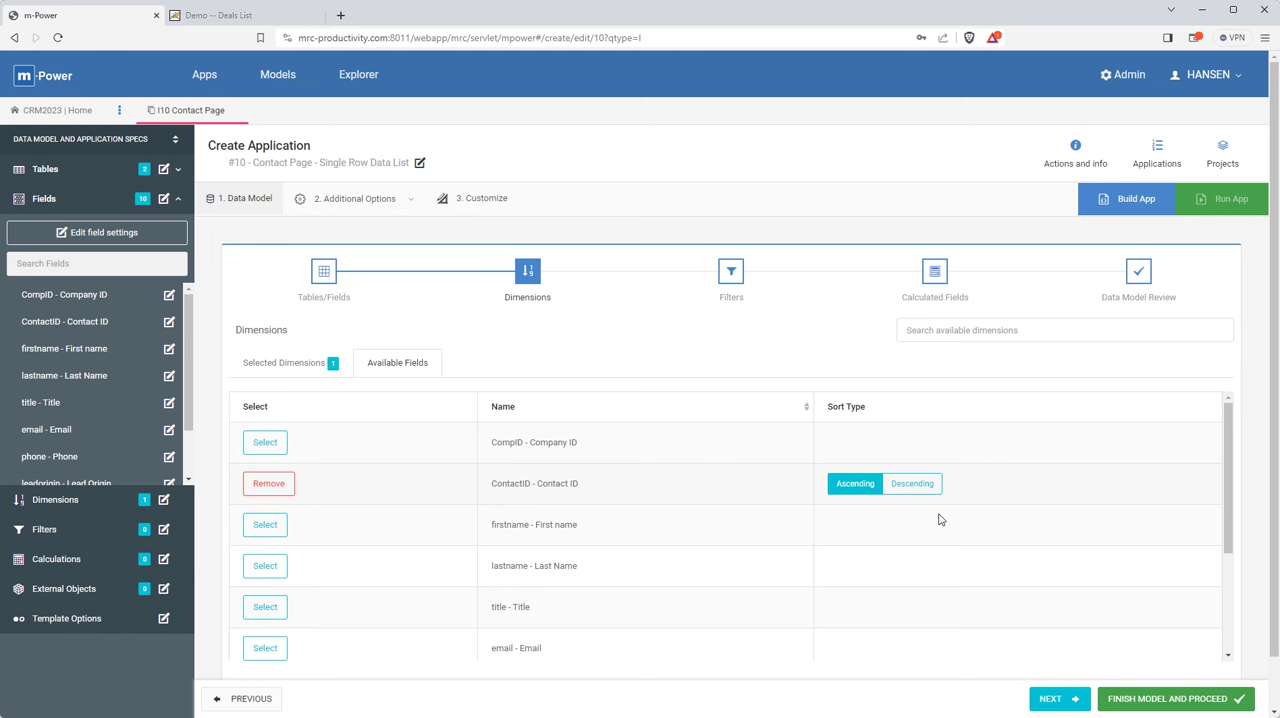 m-Power
Demo -- Deals List
mrc-productivity.com:8011/webapp/mrc/servlet/mpower#/create/edit/10?qtype=I
VPN
m -Power
Apps
Models
Explorer
Admin
HANSEN
CRM2023 | Home
I10 Contact Page
DATA MODEL AND APPLICATION SPECS
Tables 2
Fields 10
Edit field settings
Search Fields
CompID - Company ID
ContactID - Contact ID
firstname - First name
lastname - Last Name
title - Title
email - Email
phone - Phone
leadorigin - Lead Origin
Dimensions 1
Filters 0
Calculations 0
External Objects 0
Template Options
Create Application
#10 - Contact Page - Single Row Data List
Actions and info
Applications
Projects
1. Data Model
2. Additional Options
3. Customize
Build App
Run App
Tables/Fields
Dimensions
Filters
Calculated Fields
Data Model Review
Dimensions
Search available dimensions
Selected Dimensions 1
Available Fields
Select Name Sort Type
Select CompID - Company ID
Remove ContactID - Contact ID Ascending Descending
Select firstname - First name
Select lastname - Last Name
Select title - Title
Select email - Email
PREVIOUS
NEXT
FINISH MODEL AND PROCEED